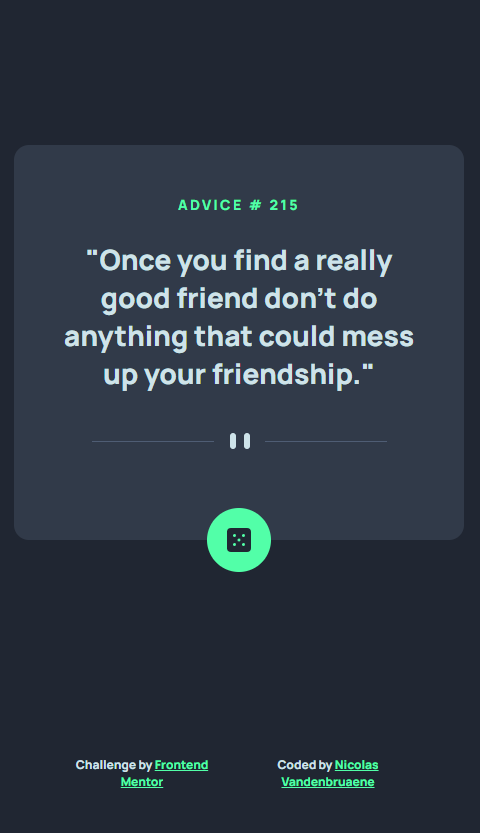 ADVICE # 215
"Once you find a really
good friend don't do
anything that could mess
up your friendship."
Challenge by Frontend
Mentor
Coded by Nicolas
Vandenbruaene